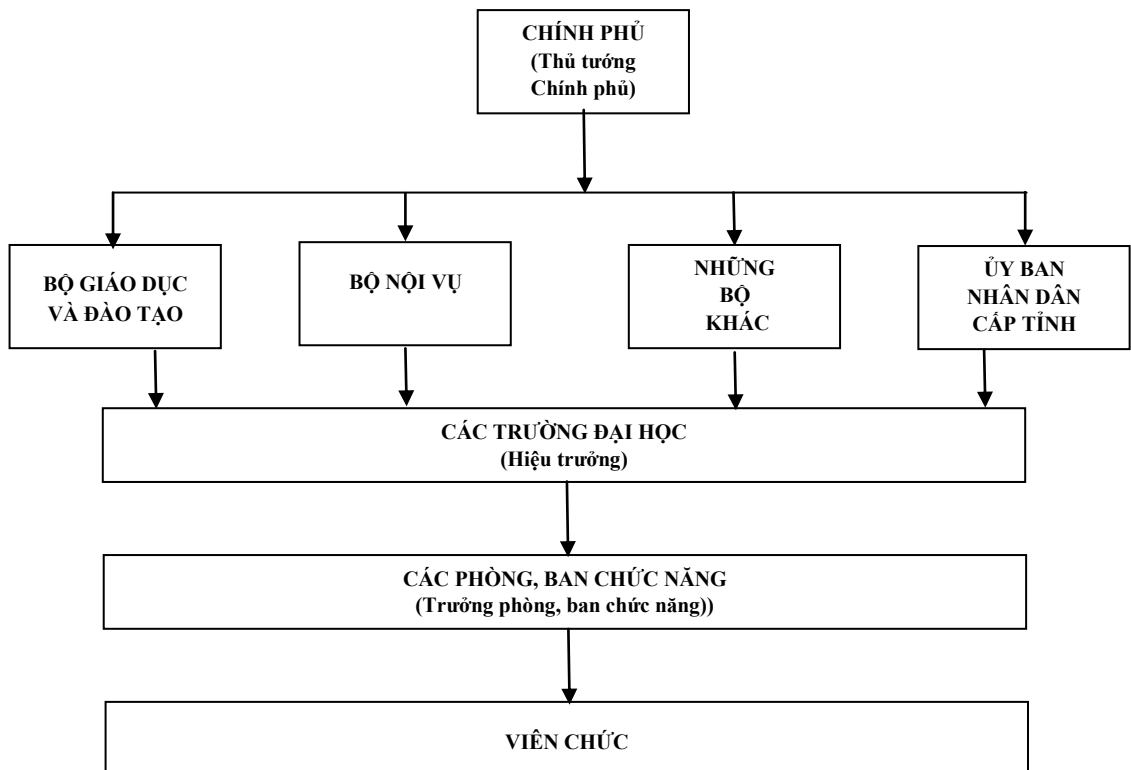 CHÍNH PHỦ
(Thủ tướng
Chính phủ)
BỘ GIÁO DỤC
VÀ ĐÀO TẠO
BỘ NỘI VỤ
NHỮNG
BỘ
KHÁC
ỦY BAN
NHÂN DÂN
CẤP TỈNH
CÁC TRƯỜNG ĐẠI HỌC
(Hiệu trưởng)
CÁC PHÒNG, BAN CHỨC NĂNG
(Trưởng phòng, ban chức năng))
VIÊN CHỨC